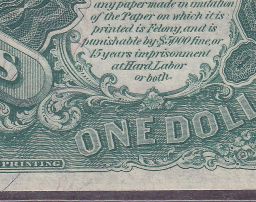 any paper made in imitation
of the Paper on which it is
printed is Felony, and is
punishable by $5000 fine, or
15 years imprisonment
at Hard Labor
or both.
S
ONE DOLL
PRINTING)